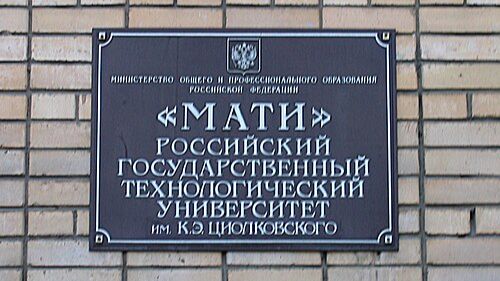 МИНИСТЕРСТВО ОБЩЕГО И ПРОФЕССИОНАЛЬНОГО ОБРАЗОВАНИЯ
РОССИЙСКОЙ ФЕДЕРАЦИИ
«МАТИ»
РОССИЙСКИЙ
ГОСУДАРСТВЕННЫЙ
ТЕХНОЛОГИЧЕСКИЙ
УНИВЕРСИТЕТ
ИМ. К.Э. ЦИОЛКОВСКОГО